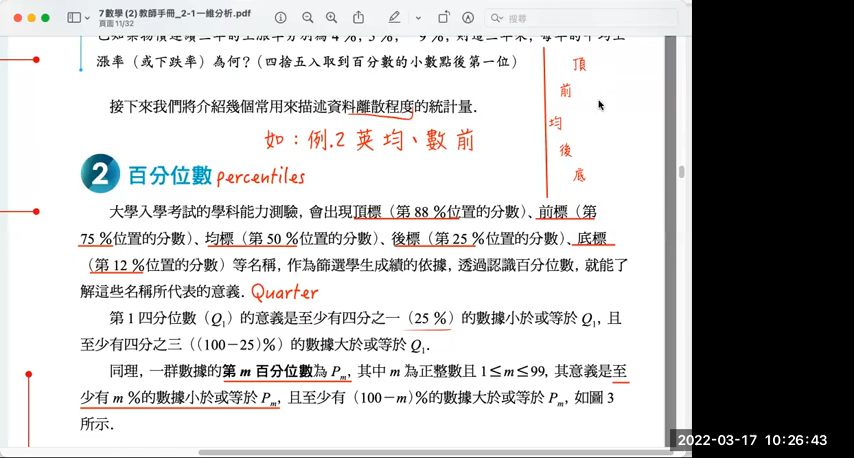 7數學(2)教師手冊_2-1一維分析.pdf
頁面 11/32
搜尋
漲率（或下跌率）為何？（四捨五入取到百分數的小數點後第一位）
頂
前
均
後
底
接下來我們將介紹幾個常用來描述資料離散程度的統計量．
如：例.2 英均、數前
2 百分位數 percentiles
大學入學考試的學科能力測驗，會出現頂標（第 88 %位置的分數）、前標（第
75 %位置的分數）、均標（第 50 %位置的分數）、後標（第 25 %位置的分數）、底標
（第 12 %位置的分數）等名稱，作為篩選學生成績的依據，透過認識百分位數，就能了
解這些名稱所代表的意義．Quarter
第 1 四分位數（Q₁）的意義是至少有四分之一（25 %）的數據小於或等於 Q₁，且
至少有四分之三（(100－25)%）的數據大於或等於 Q₁．
同理，一群數據的第 m 百分位數為 Pₘ，其中 m 為正整數且 1≤m≤99，其意義是至
少有 m %的數據小於或等於 Pₘ，且至少有（100－m）%的數據大於或等於 Pₘ，如圖 3
所示．
2022-03-17 10:26:43